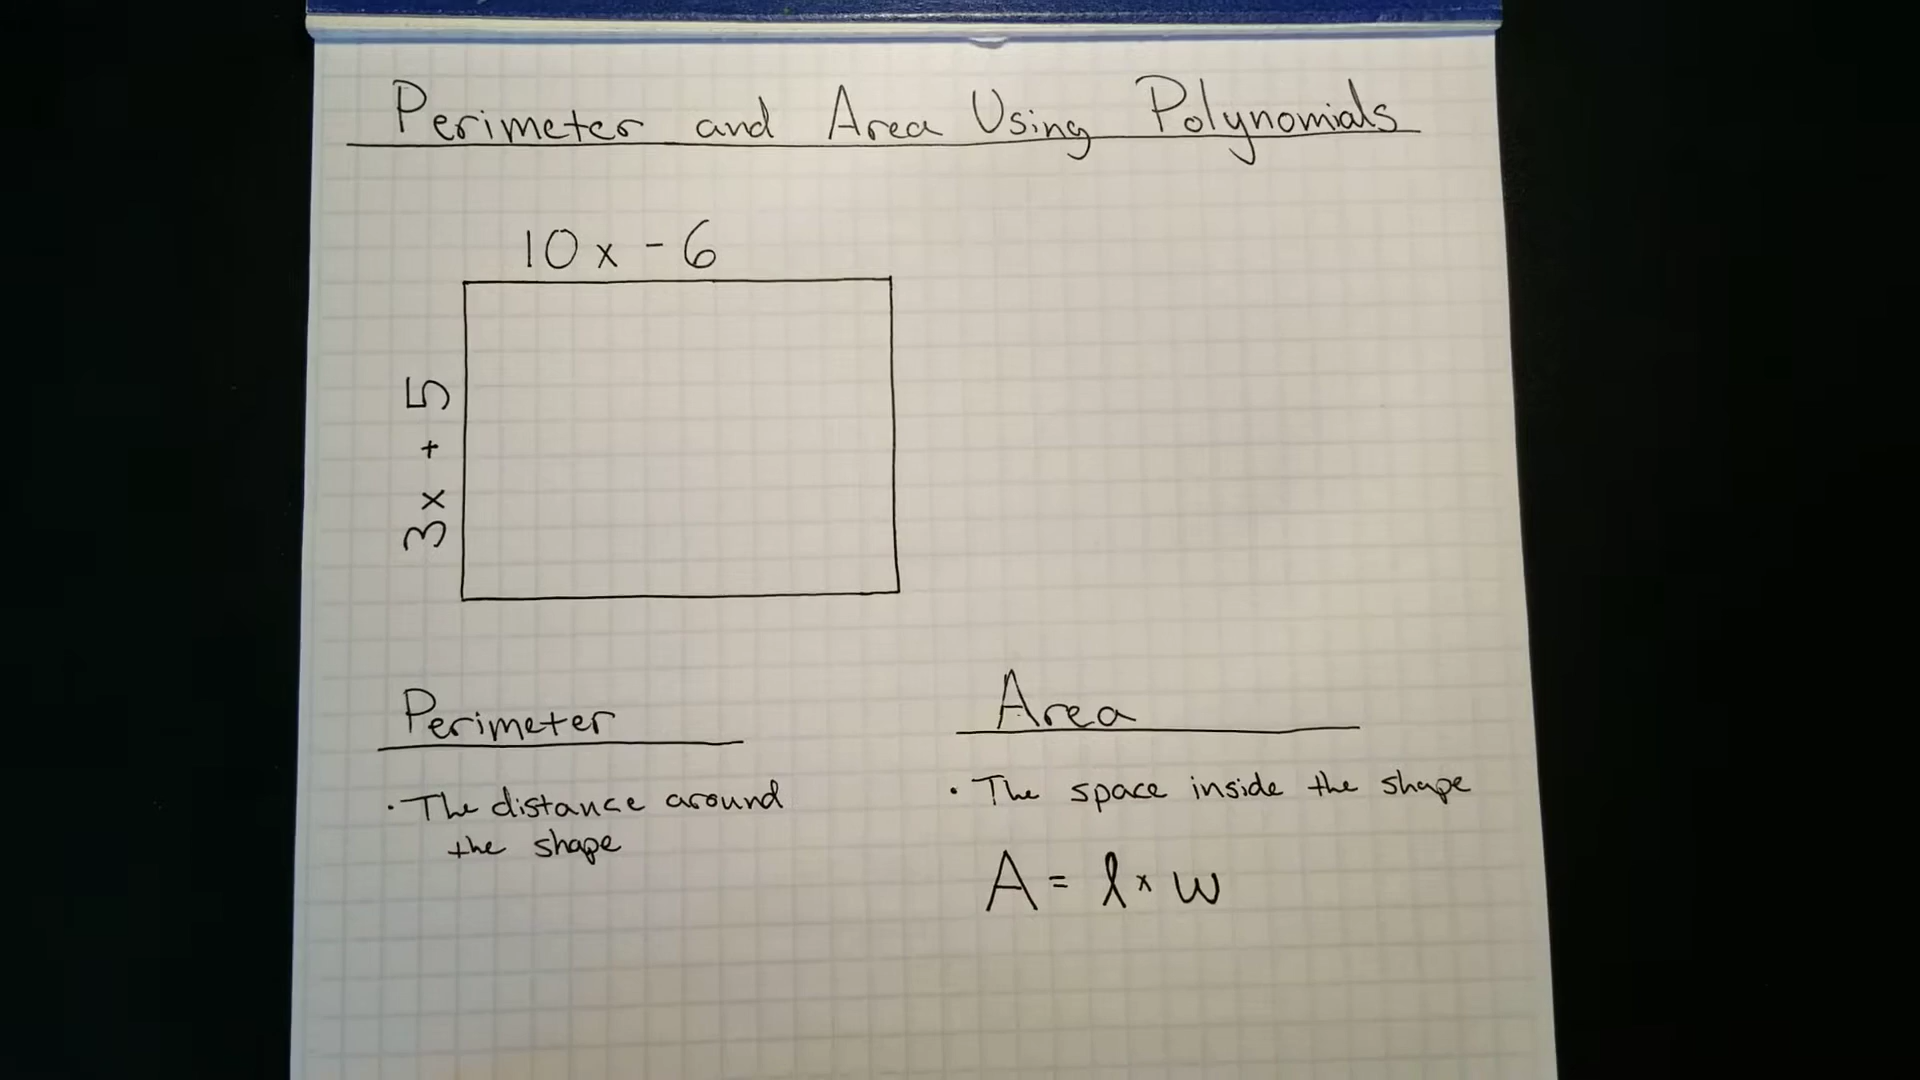 Perimeter and Area Using Polynomials
10x - 6
3x + 5
Perimeter
Area
· The distance around
the shape
· The space inside the shape
A = l × w